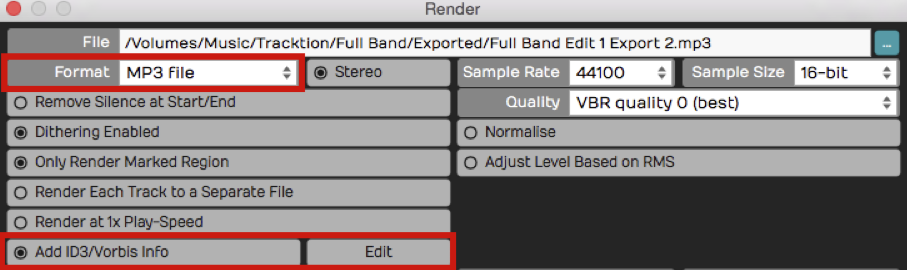 Render
File /Volumes/Music/Tracktion/Full Band/Exported/Full Band Edit 1 Export 2.mp3 ...
Format MP3 file Stereo Sample Rate 44100 Sample Size 16-bit
Remove Silence at Start/End Quality VBR quality 0 (best)
Dithering Enabled Normalise
Only Render Marked Region Adjust Level Based on RMS
Render Each Track to a Separate File
Render at 1x Play-Speed
Add ID3/Vorbis Info Edit